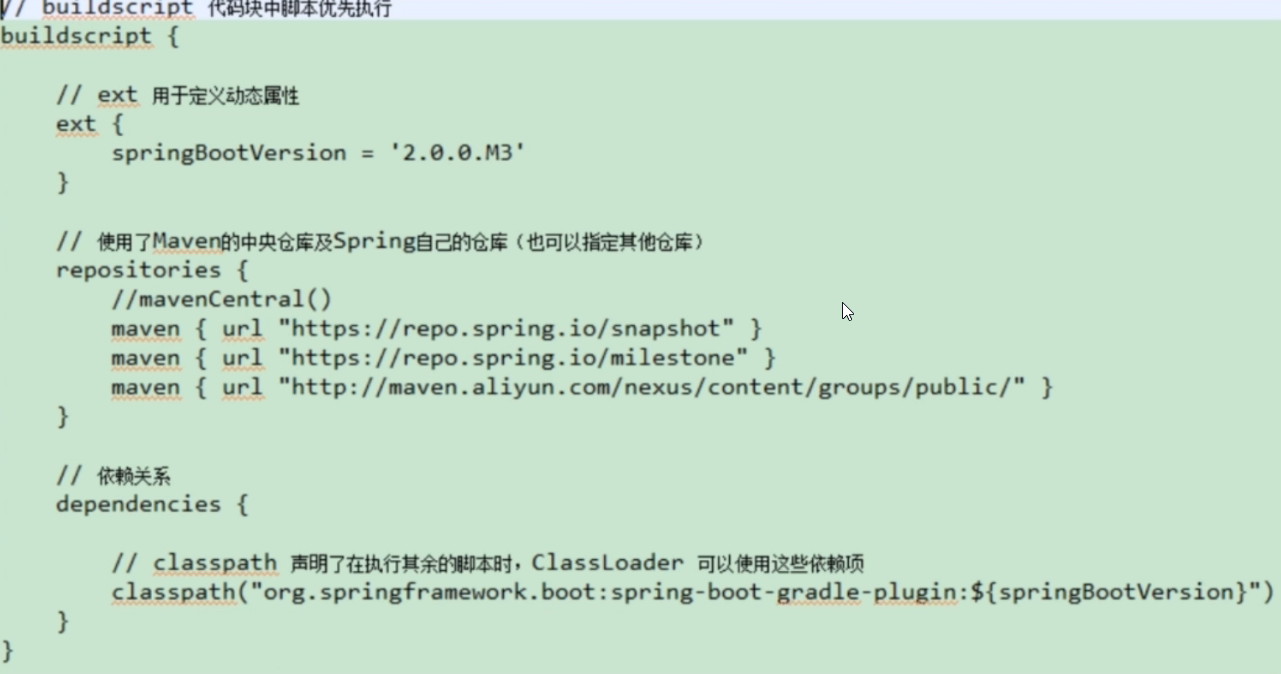 // buildscript 代码块中脚本优先执行
buildscript {
// ext 用于定义动态属性
ext {
springBootVersion = '2.0.0.M3'
}
// 使用了Maven的中央仓库及Spring自己的仓库（也可以指定其他仓库）
repositories {
//mavenCentral()
maven { url "https://repo.spring.io/snapshot" }
maven { url "https://repo.spring.io/milestone" }
maven { url "http://maven.aliyun.com/nexus/content/groups/public/" }
}
// 依赖关系
dependencies {
// classpath 声明了在执行其余的脚本时，ClassLoader 可以使用这些依赖项
classpath("org.springframework.boot:spring-boot-gradle-plugin:${springBootVersion}")
}
}